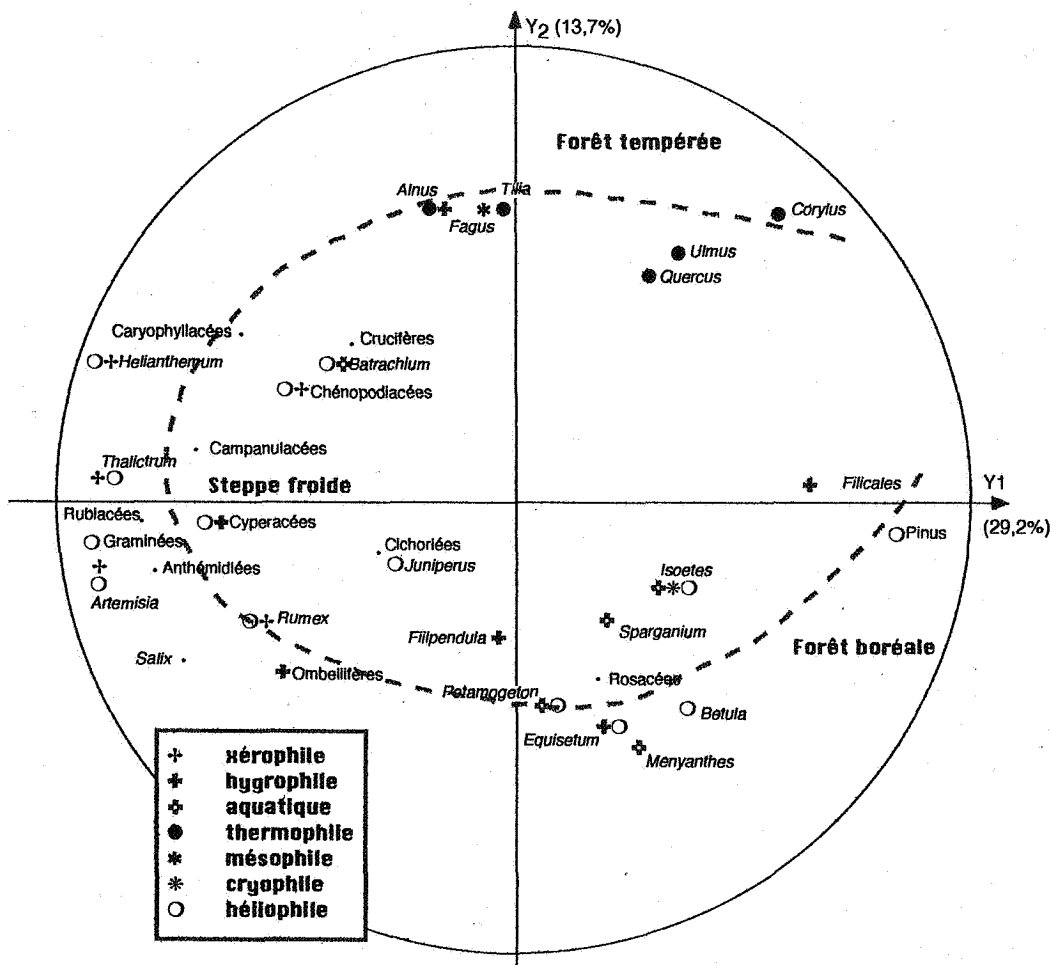 Y2 (13,7%)
Forêt tempérée
Alnus
Tilia
Fagus
Corylus
Ulmus
Quercus
Caryophyllacées
Crucifères
Helianthemum
Batrachium
Chénopodiacées
Campanulacées
Thalictrum
Steppe froide
Filicales
Y1
(29,2%)
Rubiacées
Cyperacées
Pinus
Graminées
Cichoriées
Anthémidiées
Juniperus
Isoetes
Artemisia
Rumex
Sparganium
Filipendula
Forêt boréale
Salix
Ombellifères
Rosacées
Potamogeton
Betula
Equisetum
Menyanthes
xérophile
hygrophile
aquatique
thermophile
mésophile
cryophile
héliophile